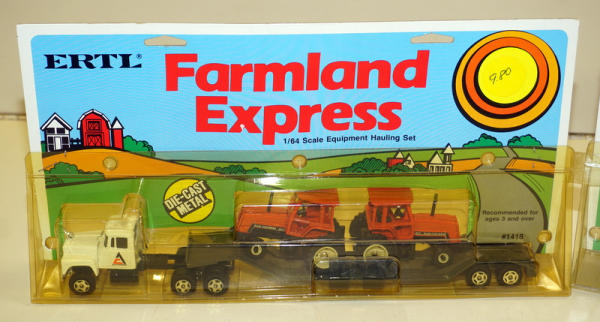 ERTL®
Farmland
Express
1/64 Scale Equipment Hauling Set
9.80
DIE-CAST
METAL
Recommended for
ages 3 and over
#1418